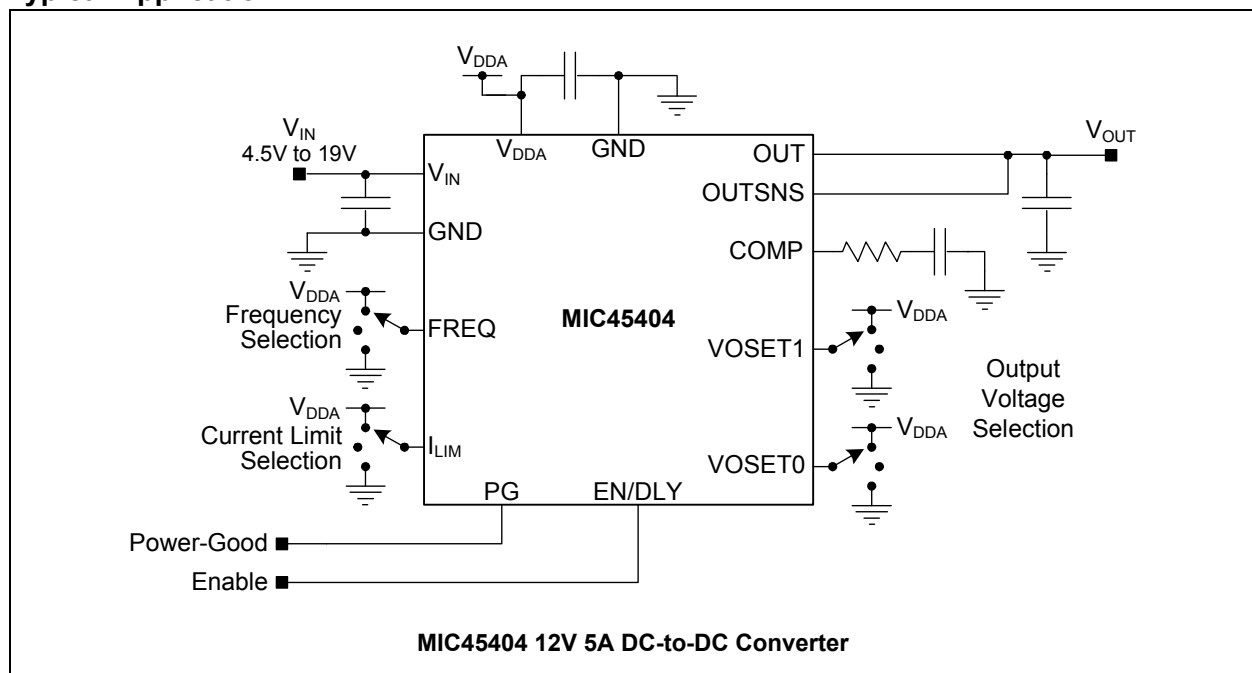 V_DDA
V_IN
4.5V to 19V
V_DDA
GND
OUT
V_OUT
V_IN
OUTSNS
GND
COMP
V_DDA
Frequency
Selection
FREQ
MIC45404
VOSET1
V_DDA
Output
Voltage
Selection
V_DDA
Current Limit
Selection
I_LIM
VOSET0
V_DDA
PG
EN/DLY
Power-Good
Enable
MIC45404 12V 5A DC-to-DC Converter